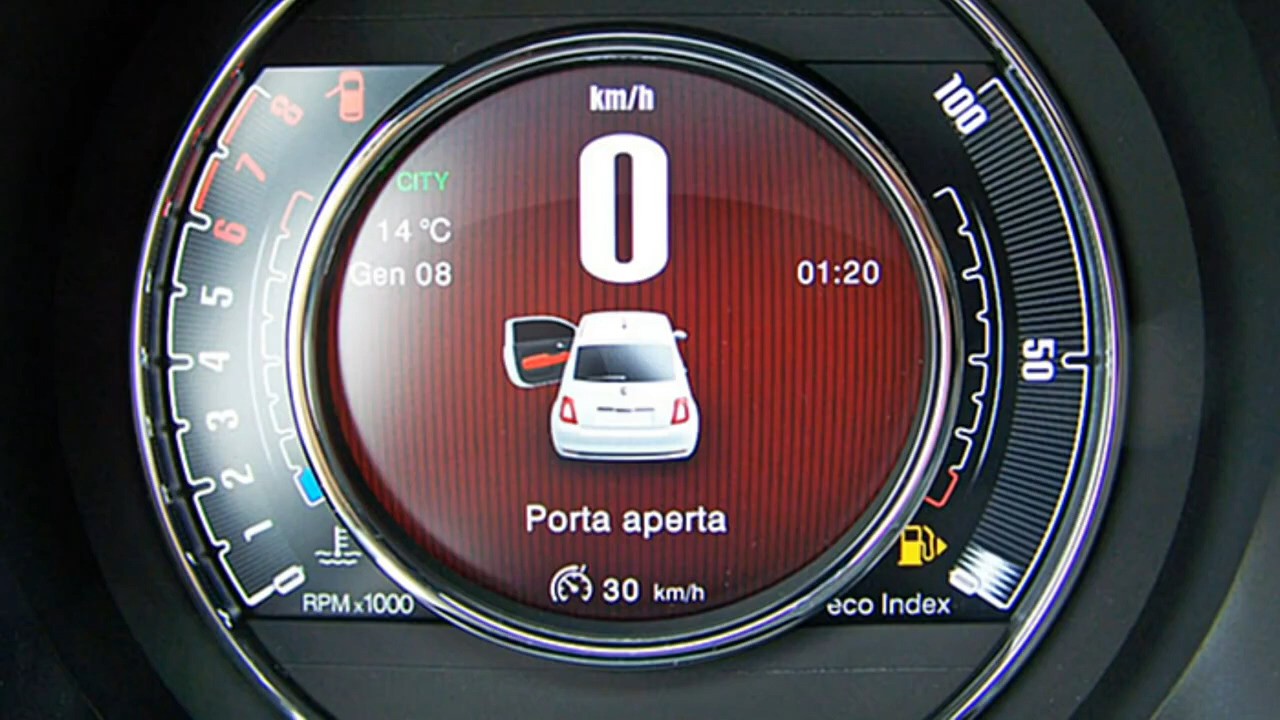 km/h
0
CITY
14 °C
Gen 08
01:20
Porta aperta
30 km/h
8
7
6
5
4
3
2
1
0
RPM x1000
100
50
0
eco Index